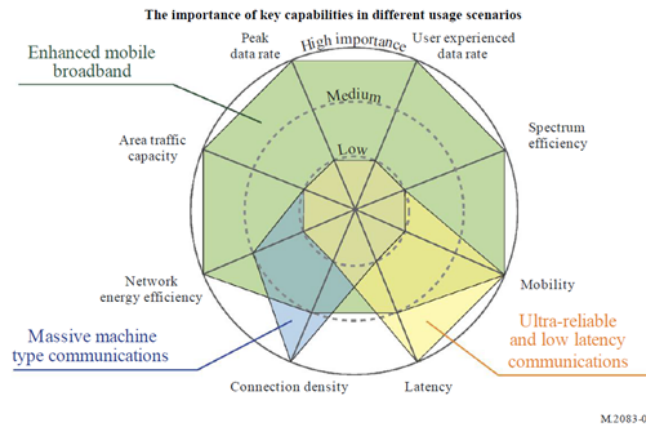 The importance of key capabilities in different usage scenarios
Peak
data rate
High importance
User experienced
data rate
Enhanced mobile
broadband
Medium
Area traffic
capacity
Low
Spectrum
efficiency
Network
energy efficiency
Mobility
Massive machine
type communications
Ultra-reliable
and low latency
communications
Connection density
Latency
M.2083-0